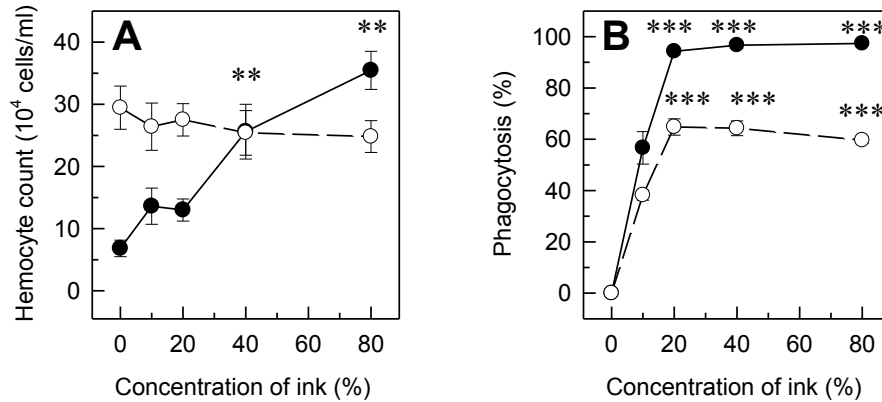 A
Hemocyte count (10⁴ cells/ml)
40
30
20
10
0
**
**
0 20 40 60 80
Concentration of ink (%)
B
Phagocytosis (%)
100
80
60
40
20
0
*** *** ***
*** *** ***
0 20 40 60 80
Concentration of ink (%)